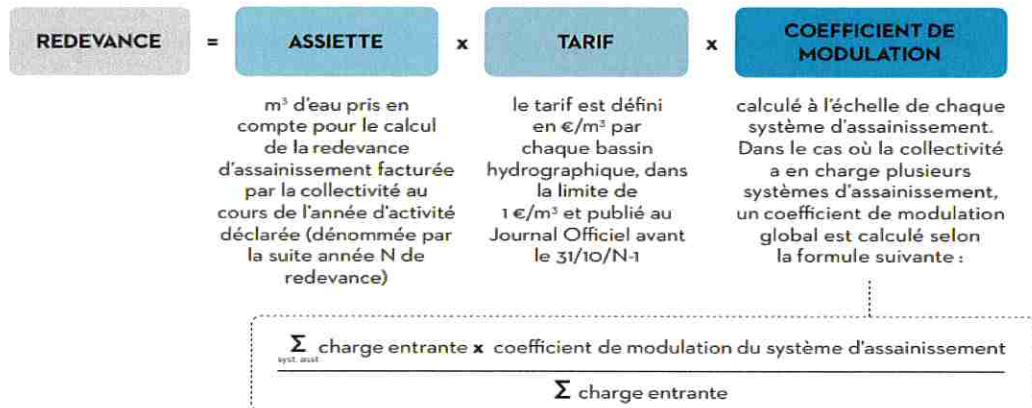 REDEVANCE = ASSIETTE x TARIF x COEFFICIENT DE MODULATION
m³ d'eau pris en
compte pour le calcul
de la redevance
d'assainissement facturée
par la collectivité au
cours de l'année d'activité
déclarée (dénommée par
la suite année N de
redevance)
le tarif est défini
en €/m³ par
chaque bassin
hydrographique, dans
la limite de
1 €/m³ et publié au
Journal Officiel avant
le 31/10/N-1
calculé à l'échelle de chaque
système d'assainissement.
Dans le cas où la collectivité
a en charge plusieurs
systèmes d'assainissement,
un coefficient de modulation
global est calculé selon
la formule suivante :
Σ charge entrante x coefficient de modulation du système d'assainissement
syst. asst
Σ charge entrante